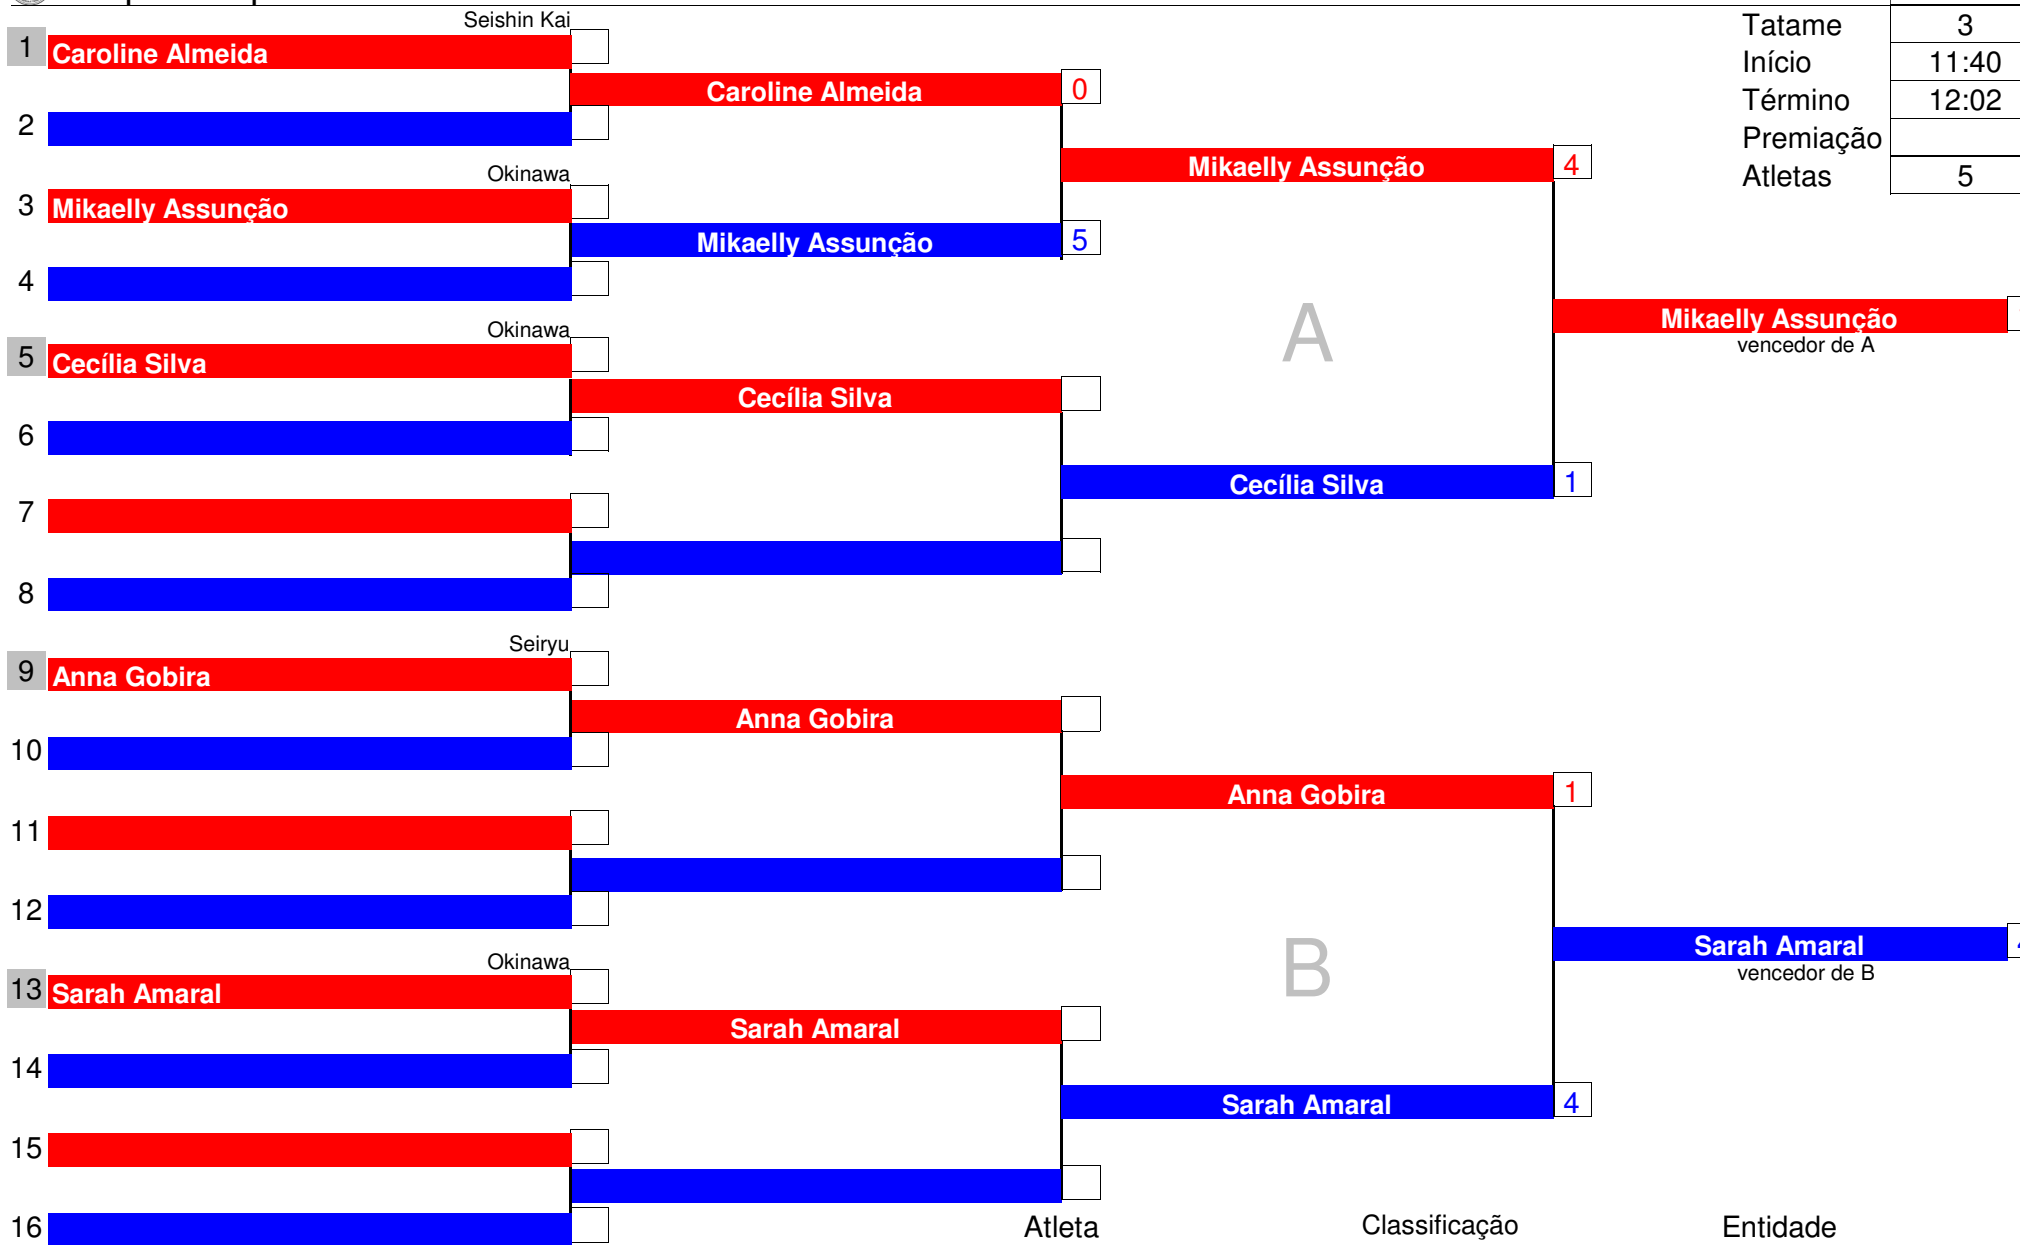 Seishin Kai
1 Caroline Almeida
2
Okinawa
3 Mikaelly Assunção
4
Okinawa
5 Cecília Silva
6
7
8
Seiryu
9 Anna Gobira
10
11
12
Okinawa
13 Sarah Amaral
14
15
16
Caroline Almeida 0
Mikaelly Assunção 5
Cecília Silva
Anna Gobira
Sarah Amaral
Mikaelly Assunção 4
A
Cecília Silva 1
Anna Gobira 1
B
Sarah Amaral 4
Mikaelly Assunção
vencedor de A
Sarah Amaral
vencedor de B
Tatame 3
Início 11:40
Término 12:02
Premiação
Atletas 5
Atleta Classificação Entidade